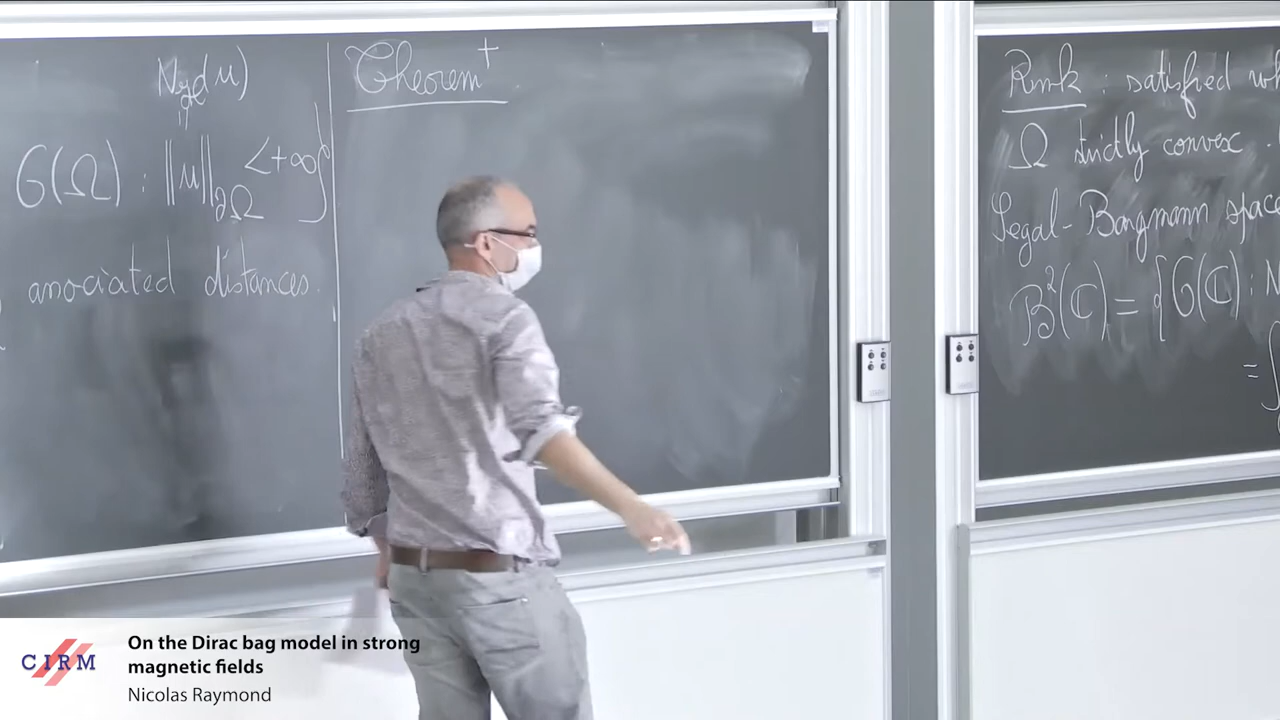 N_H(u)
=
G(Ω) : ‖u‖_∂Ω < +∞}
associated distances.
Theorem⁺
Rmk : satisfied wh
Ω strictly convex .
Segal-Bargmann space
B²(ℂ) = {G(ℂ) : N
= ∫
CIRM
On the Dirac bag model in strong
magnetic fields
Nicolas Raymond